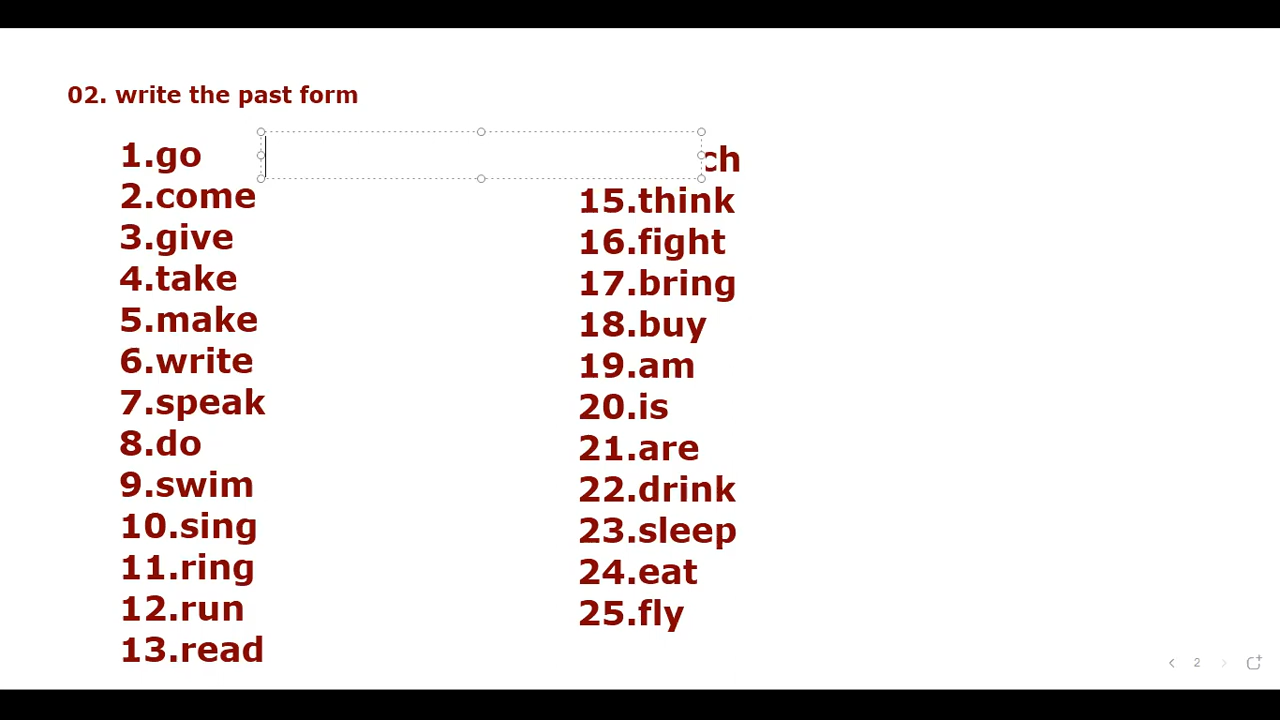 02. write the past form
1.go
2.come
3.give
4.take
5.make
6.write
7.speak
8.do
9.swim
10.sing
11.ring
12.run
13.read
ch
15.think
16.fight
17.bring
18.buy
19.am
20.is
21.are
22.drink
23.sleep
24.eat
25.fly
2